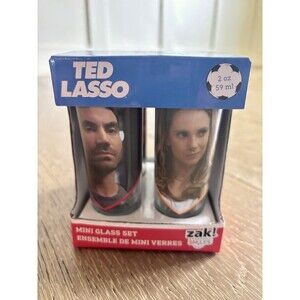 TED
LASSO
2 oz
59 ml
MINI GLASS SET
ENSEMBLE DE MINI VERRES
zak!